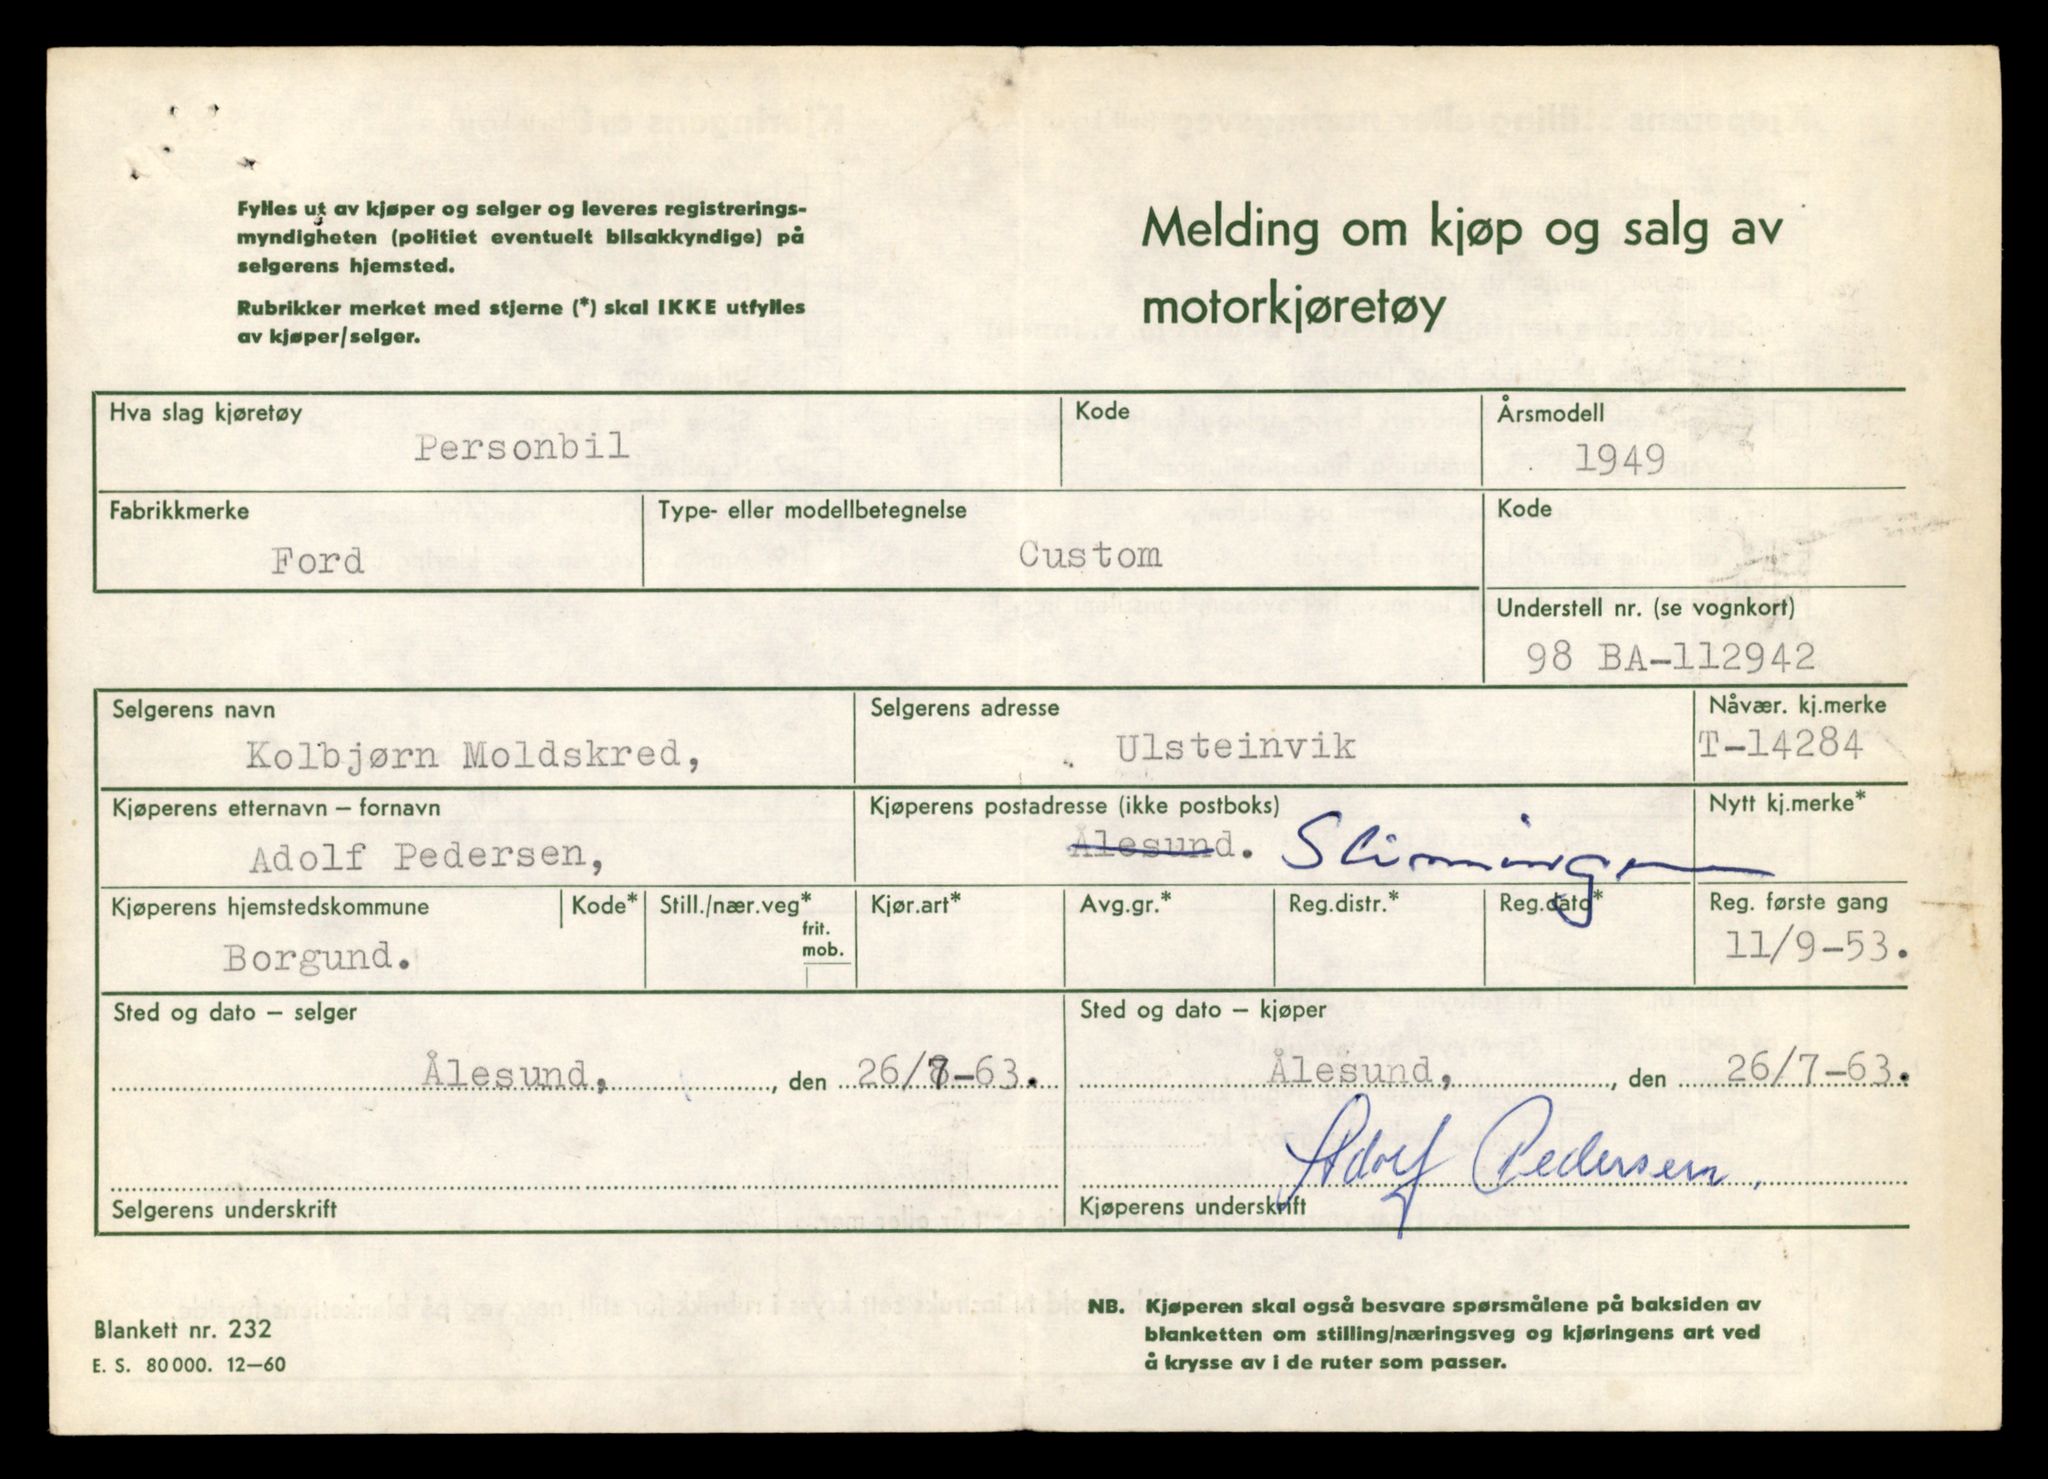 Fylles ut av kjøper og selger og leveres registrerings-
myndigheten (politiet eventuelt bilsakkyndige) på
selgerens hjemsted.
Rubrikker merket med stjerne (*) skal IKKE utfylles
av kjøper/selger.
Melding om kjøp og salg av
motorkjøretøy
Hva slag kjøretøy
Personbil
Kode
Årsmodell
1949
Fabrikkmerke
Ford
Type- eller modellbetegnelse
Custom
Kode
Understell nr. (se vognkort)
98 BA-112942
Selgerens navn
Kolbjørn Moldskred,
Selgerens adresse
Ulsteinvik
Nåvær. kj.merke
T-14284
Kjøperens etternavn – fornavn
Adolf Pedersen,
Kjøperens postadresse (ikke postboks)
Ålesund.
Nytt kj.merke*
Kjøperens hjemstedskommune
Borgund.
Kode*
Still./nær.veg*
frit.
mob.
Kjør.art*
Avg.gr.*
Reg.distr.*
Reg.dato*
Reg. første gang
11/9-53.
Sted og dato – selger
Ålesund, , den 26/7-63.
Sted og dato – kjøper
Ålesund, , den 26/7-63.
Adolf Pedersen.
Selgerens underskrift
Kjøperens underskrift
Blankett nr. 232
E. S. 80 000. 12–60
NB. Kjøperen skal også besvare spørsmålene på baksiden av
blanketten om stilling/næringsveg og kjøringens art ved
å krysse av i de ruter som passer.